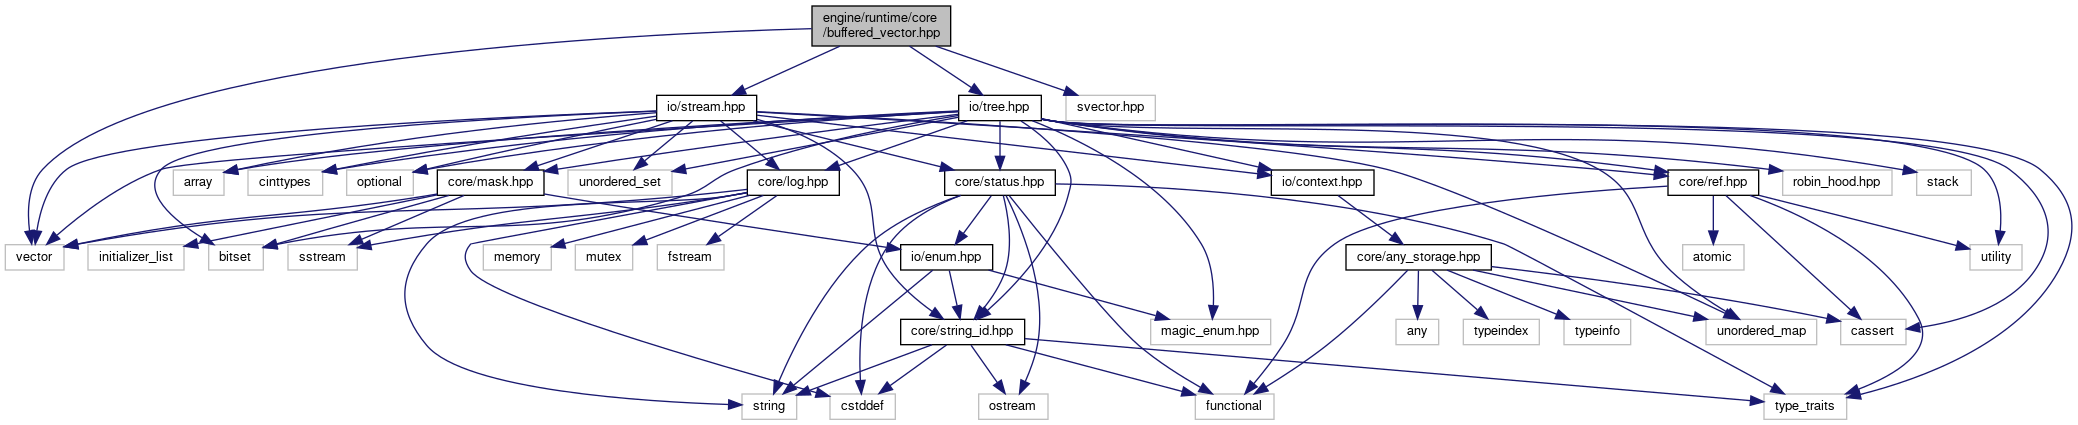 engine/runtime/core
/buffered_vector.hpp
io/stream.hpp
io/tree.hpp
svector.hpp
array
cinttypes
optional
core/mask.hpp
unordered_set
core/log.hpp
core/status.hpp
io/context.hpp
core/ref.hpp
robin_hood.hpp
stack
vector
initializer_list
bitset
sstream
memory
mutex
fstream
io/enum.hpp
core/any_storage.hpp
atomic
utility
core/string_id.hpp
magic_enum.hpp
any
typeindex
typeinfo
unordered_map
cassert
string
cstddef
ostream
functional
type_traits